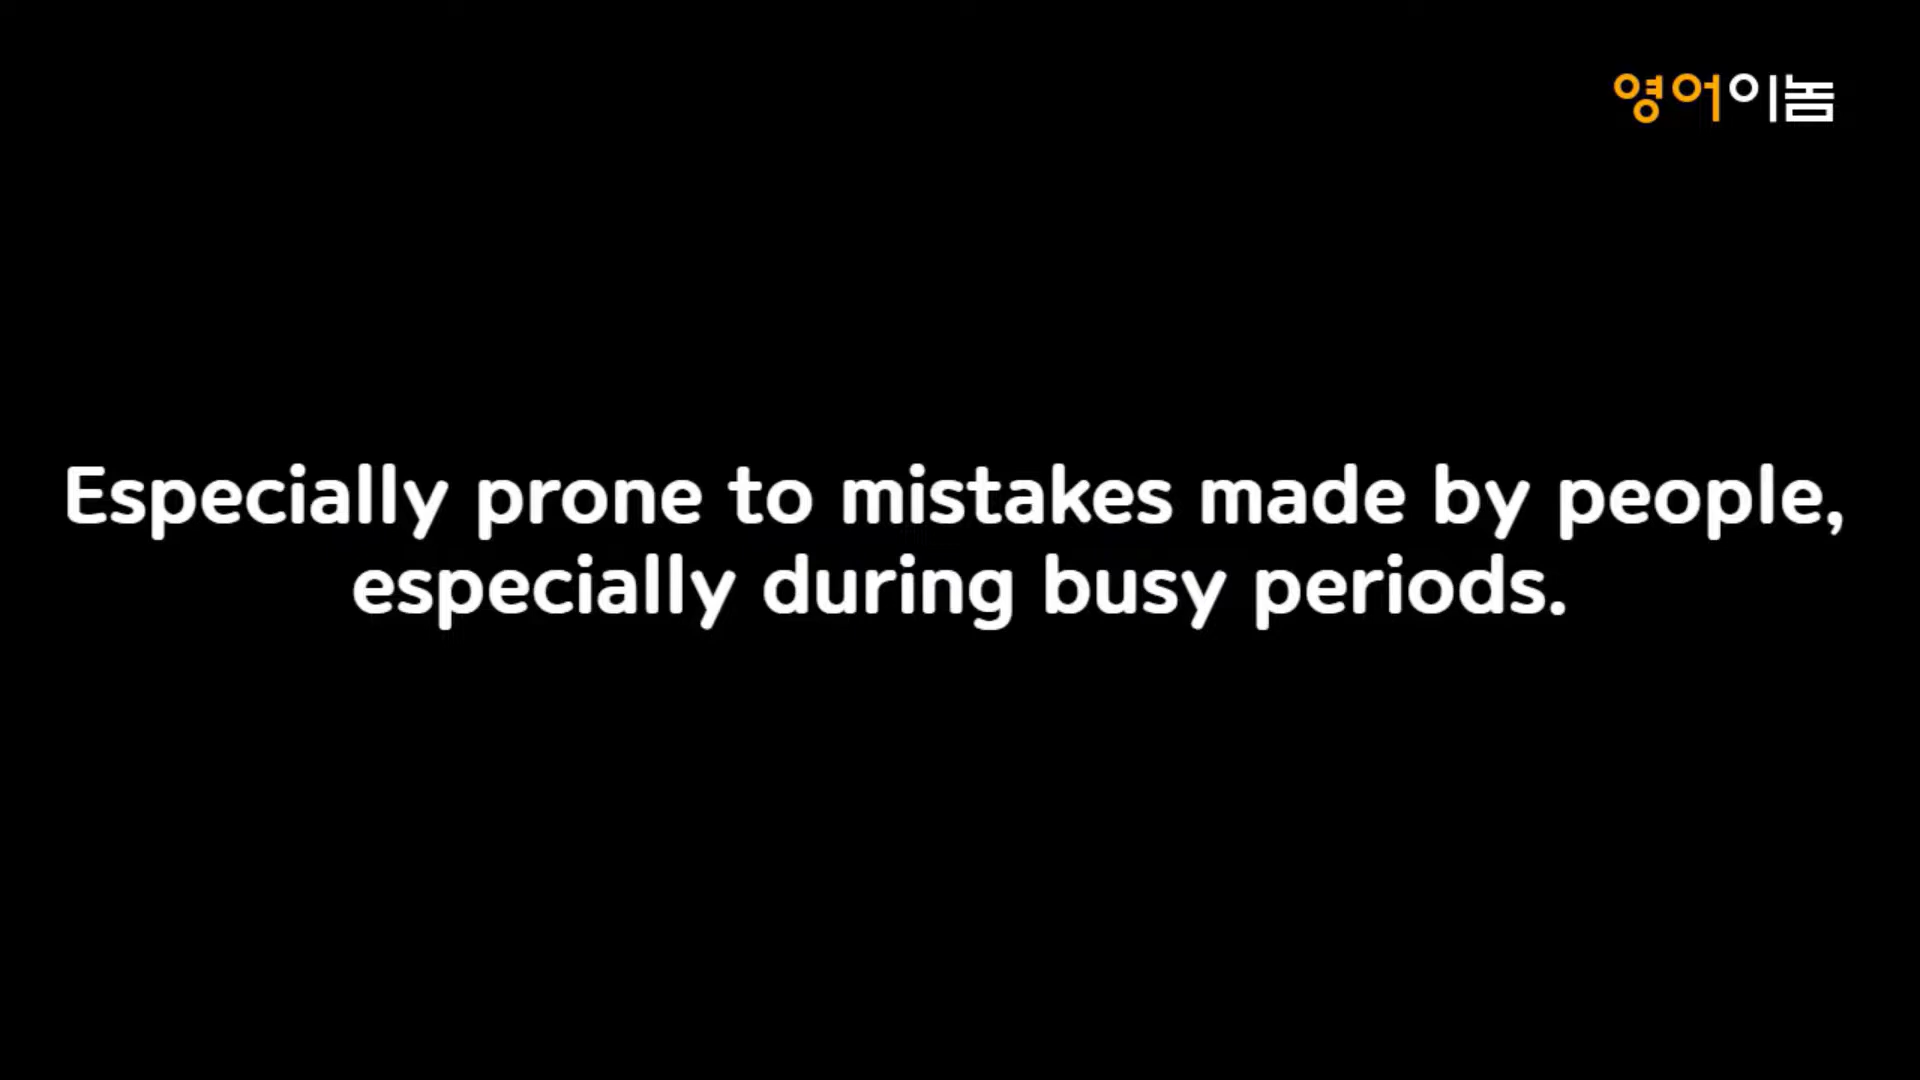 영어이놈
Especially prone to mistakes made by people,
especially during busy periods.